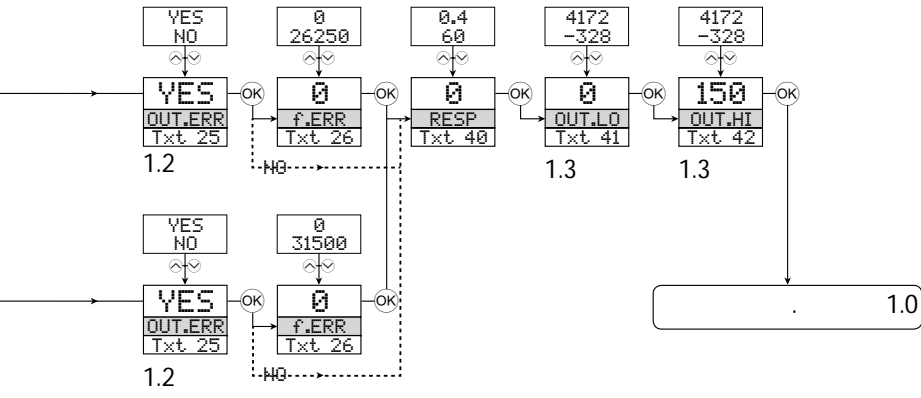 YES
NO
0
26250
0.4
60
4172
-328
4172
-328
YES
OK
0
OK
0
OK
0
OK
150
OK
OUT.ERR
f.ERR
RESP
OUT.LO
OUT.HI
Txt 25
Txt 26
Txt 40
Txt 41
Txt 42
1.2
NO
1.3
1.3
YES
NO
0
31500
YES
OK
0
OK
. 1.0
OUT.ERR
f.ERR
Txt 25
Txt 26
1.2
NO